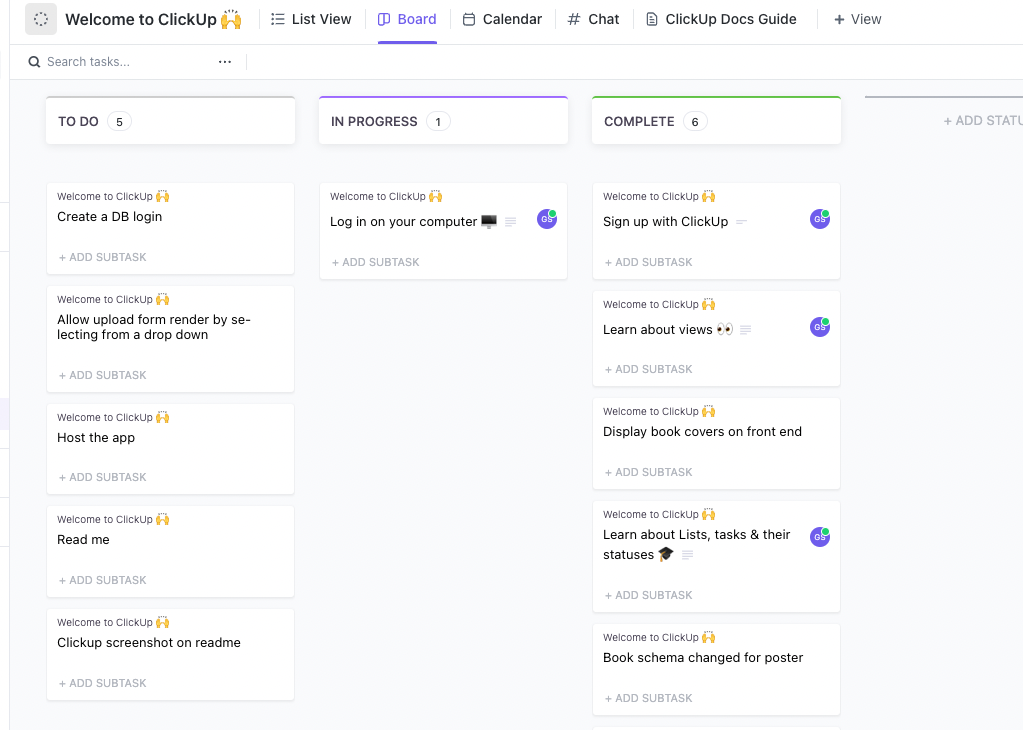 Welcome to ClickUp 🙌
List View
Board
Calendar
# Chat
ClickUp Docs Guide
+ View
Search tasks...
TO DO 5
Welcome to ClickUp 🙌
Create a DB login
+ ADD SUBTASK
Welcome to ClickUp 🙌
Allow upload form render by se-
lecting from a drop down
+ ADD SUBTASK
Welcome to ClickUp 🙌
Host the app
+ ADD SUBTASK
Welcome to ClickUp 🙌
Read me
+ ADD SUBTASK
Welcome to ClickUp 🙌
Clickup screenshot on readme
+ ADD SUBTASK
IN PROGRESS 1
Welcome to ClickUp 🙌
Log in on your computer 🖥️
GS
+ ADD SUBTASK
COMPLETE 6
Welcome to ClickUp 🙌
Sign up with ClickUp
GS
+ ADD SUBTASK
Welcome to ClickUp 🙌
Learn about views 👀
GS
+ ADD SUBTASK
Welcome to ClickUp 🙌
Display book covers on front end
+ ADD SUBTASK
Welcome to ClickUp 🙌
Learn about Lists, tasks & their
statuses 🎓
GS
+ ADD SUBTASK
Welcome to ClickUp 🙌
Book schema changed for poster
+ ADD SUBTASK
+ ADD STATU